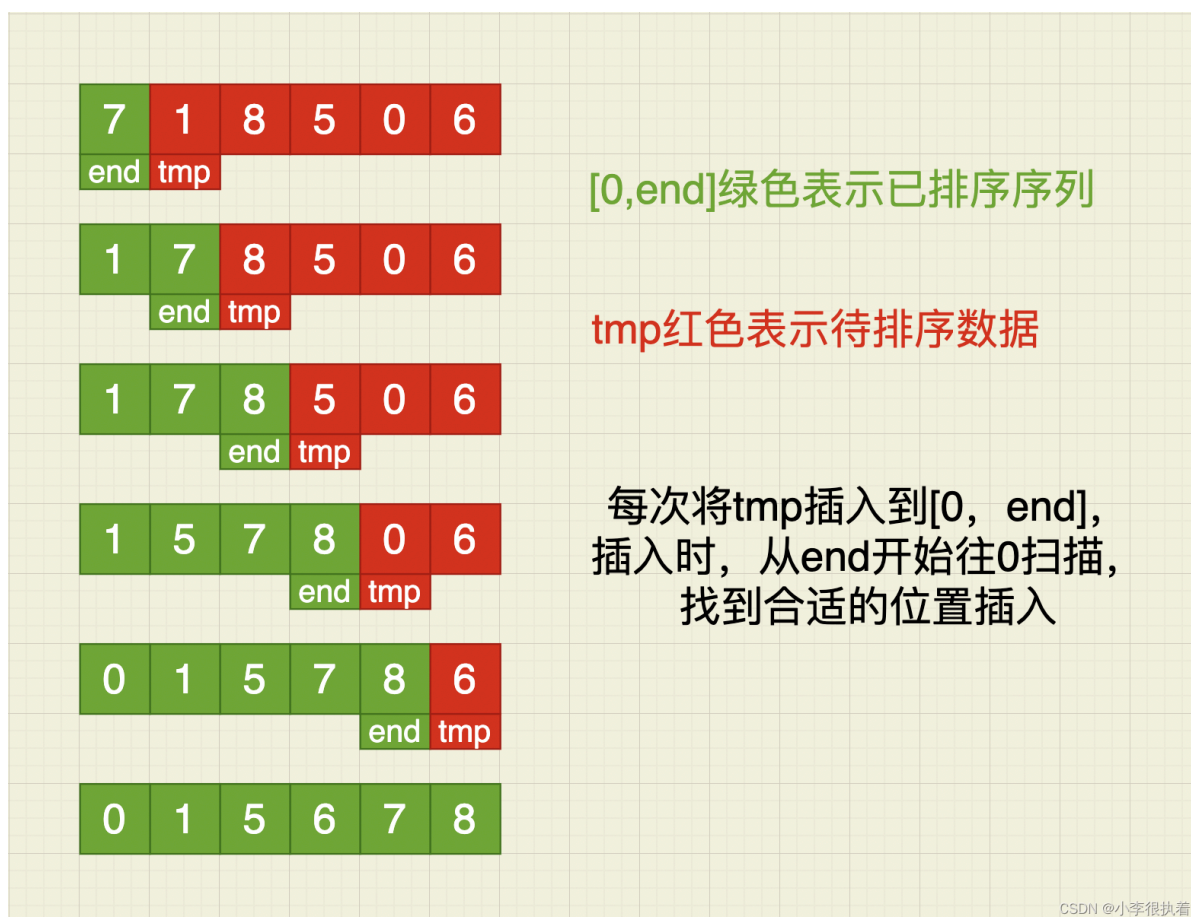 7 1 8 5 0 6
end tmp
[0,end]绿色表示已排序序列
1 7 8 5 0 6
end tmp
tmp红色表示待排序数据
1 7 8 5 0 6
end tmp
1 5 7 8 0 6
end tmp
每次将tmp插入到[0，end]，
插入时，从end开始往0扫描，
找到合适的位置插入
0 1 5 7 8 6
end tmp
0 1 5 6 7 8
CSDN @小李很执着